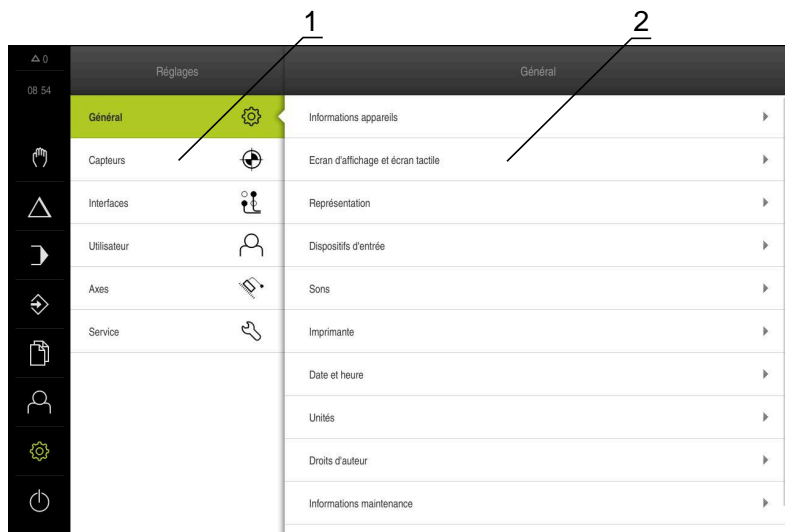 1
2
0
08 54
Réglages
Général
Général
Capteurs
Interfaces
Utilisateur
Axes
Service
Informations appareils
Ecran d'affichage et écran tactile
Représentation
Dispositifs d'entrée
Sons
Imprimante
Date et heure
Unités
Droits d'auteur
Informations maintenance